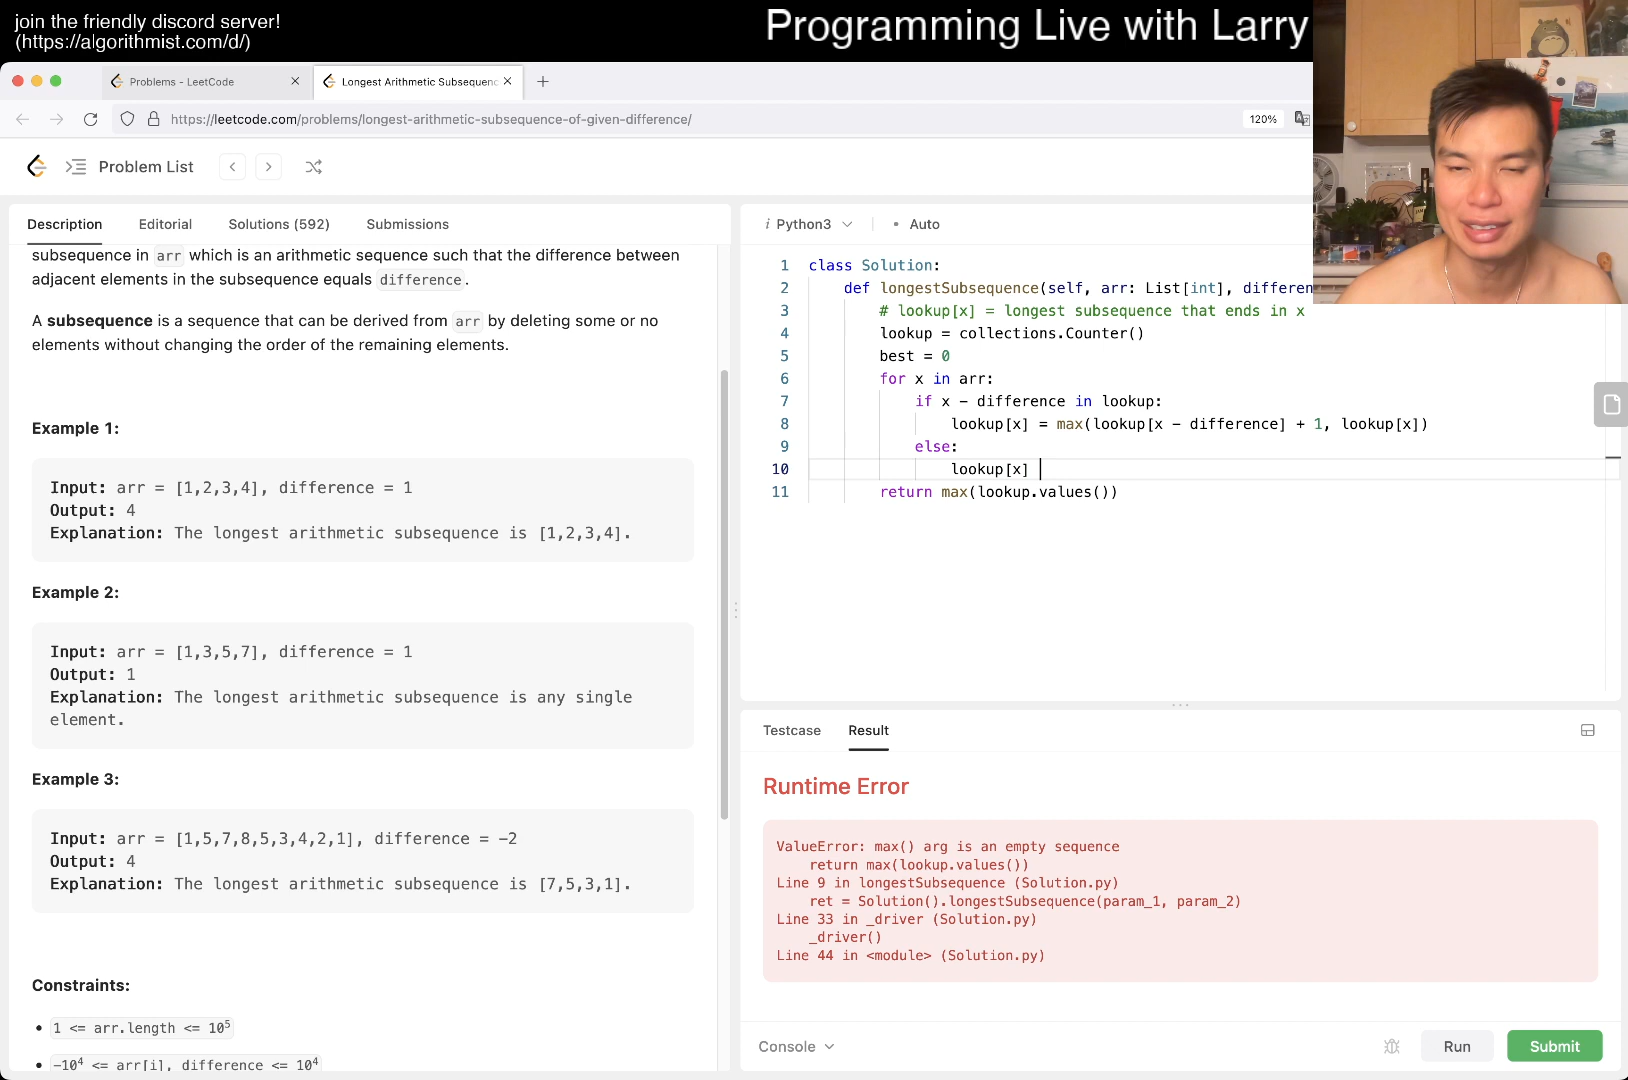 join the friendly discord server!
(https://algorithmist.com/d/)
Programming Live with Larry
Problems - LeetCode
Longest Arithmetic Subsequenc
https://leetcode.com/problems/longest-arithmetic-subsequence-of-given-difference/
120%
Problem List
Description
Editorial
Solutions (592)
Submissions
subsequence in arr which is an arithmetic sequence such that the difference between
adjacent elements in the subsequence equals difference.
A subsequence is a sequence that can be derived from arr by deleting some or no
elements without changing the order of the remaining elements.
Example 1:
Input: arr = [1,2,3,4], difference = 1
Output: 4
Explanation: The longest arithmetic subsequence is [1,2,3,4].
Example 2:
Input: arr = [1,3,5,7], difference = 1
Output: 1
Explanation: The longest arithmetic subsequence is any single
element.
Example 3:
Input: arr = [1,5,7,8,5,3,4,2,1], difference = -2
Output: 4
Explanation: The longest arithmetic subsequence is [7,5,3,1].
Constraints:
• 1 <= arr.length <= 10^5
• -10^4 <= arr[i], difference <= 10^4
i Python3
• Auto
1 class Solution:
2 def longestSubsequence(self, arr: List[int], differen
3 # lookup[x] = longest subsequence that ends in x
4 lookup = collections.Counter()
5 best = 0
6 for x in arr:
7 if x - difference in lookup:
8 lookup[x] = max(lookup[x - difference] + 1, lookup[x])
9 else:
10 lookup[x]
11 return max(lookup.values())
Testcase
Result
Runtime Error
ValueError: max() arg is an empty sequence
return max(lookup.values())
Line 9 in longestSubsequence (Solution.py)
ret = Solution().longestSubsequence(param_1, param_2)
Line 33 in _driver (Solution.py)
_driver()
Line 44 in <module> (Solution.py)
Console
Run
Submit